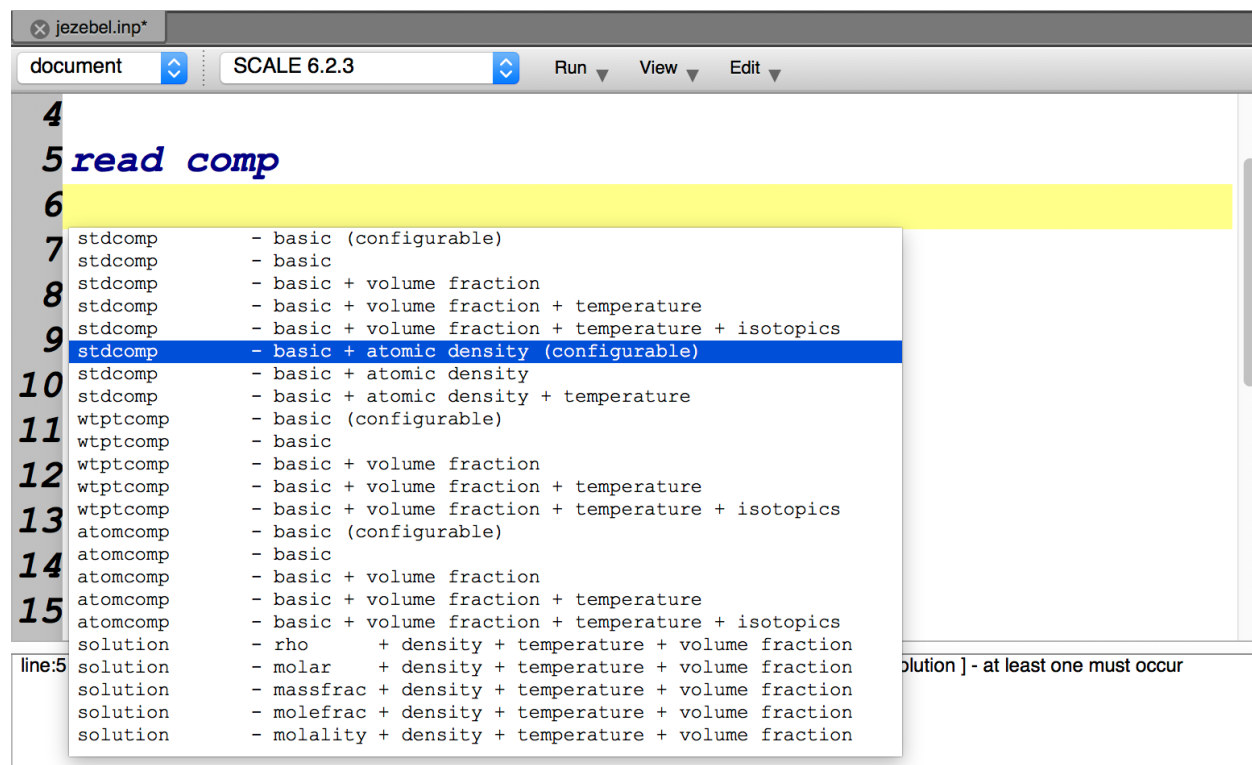 jezebel.inp*
document SCALE 6.2.3 Run View Edit
4
5 read comp
6
7
8
9
10
11
12
13
14
15
stdcomp - basic (configurable)
stdcomp - basic
stdcomp - basic + volume fraction
stdcomp - basic + volume fraction + temperature
stdcomp - basic + volume fraction + temperature + isotopics
stdcomp - basic + atomic density (configurable)
stdcomp - basic + atomic density
stdcomp - basic + atomic density + temperature
wtptcomp - basic (configurable)
wtptcomp - basic
wtptcomp - basic + volume fraction
wtptcomp - basic + volume fraction + temperature
wtptcomp - basic + volume fraction + temperature + isotopics
atomcomp - basic (configurable)
atomcomp - basic
atomcomp - basic + volume fraction
atomcomp - basic + volume fraction + temperature
atomcomp - basic + volume fraction + temperature + isotopics
solution - rho + density + temperature + volume fraction
solution - molar + density + temperature + volume fraction
solution - massfrac + density + temperature + volume fraction
solution - molefrac + density + temperature + volume fraction
solution - molality + density + temperature + volume fraction
line:5 olution ] - at least one must occur